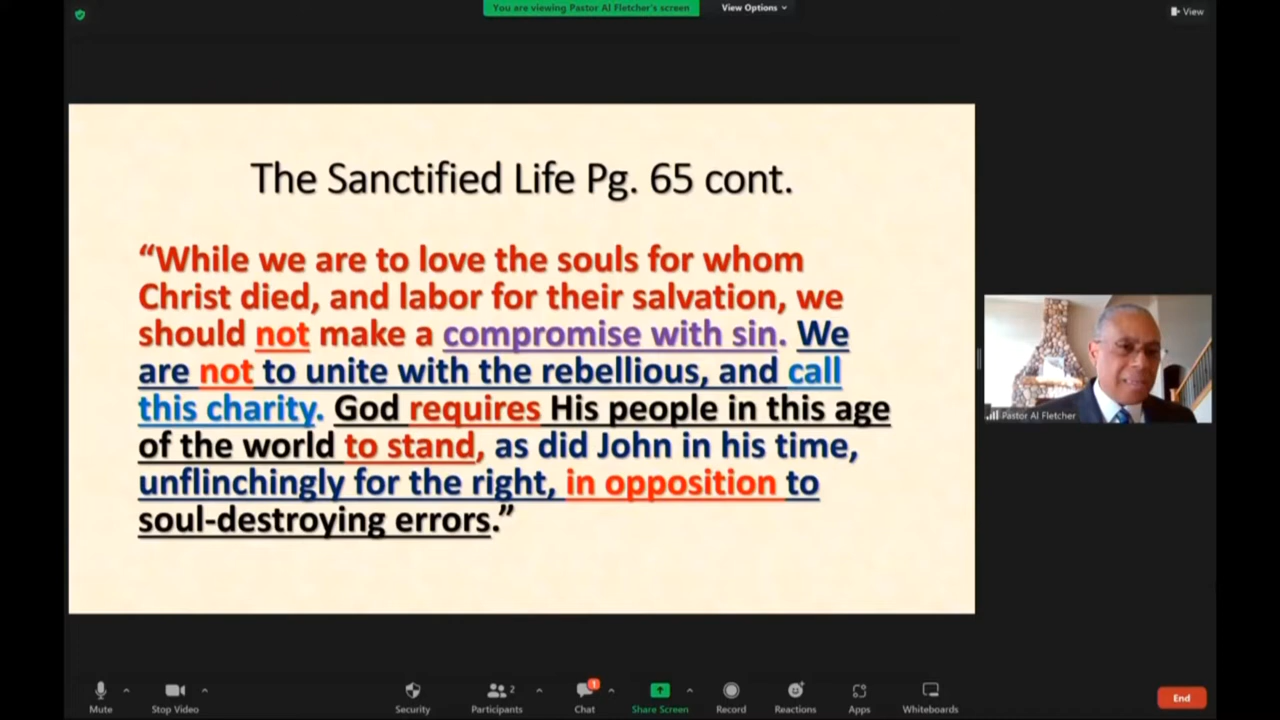 You are viewing Pastor Al Fletcher's screen
View Options
View
The Sanctified Life Pg. 65 cont.
“While we are to love the souls for whom
Christ died, and labor for their salvation, we
should not make a compromise with sin. We
are not to unite with the rebellious, and call
this charity. God requires His people in this age
of the world to stand, as did John in his time,
unflinchingly for the right, in opposition to
soul-destroying errors.”
Pastor Al Fletcher
Mute
Stop Video
Security
Participants 2
Chat 1
Share Screen
Record
Reactions
Apps
Whiteboards
End